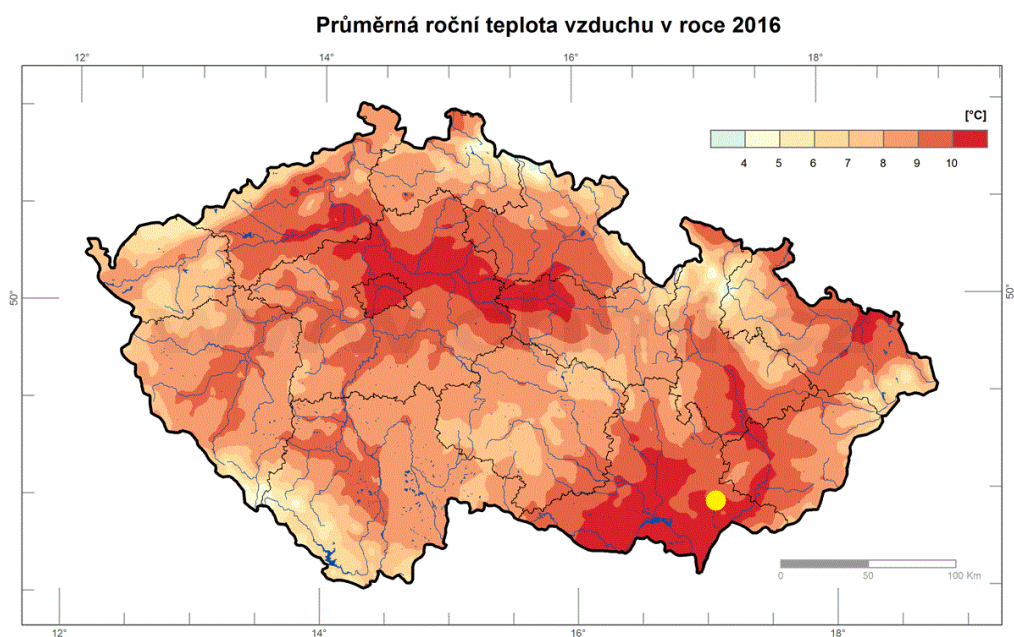 Průměrná roční teplota vzduchu v roce 2016
12° 14° 16° 18°
[°C]
4 5 6 7 8 9 10
50° 50°
0 50 100 Km
12° 14° 16° 18°